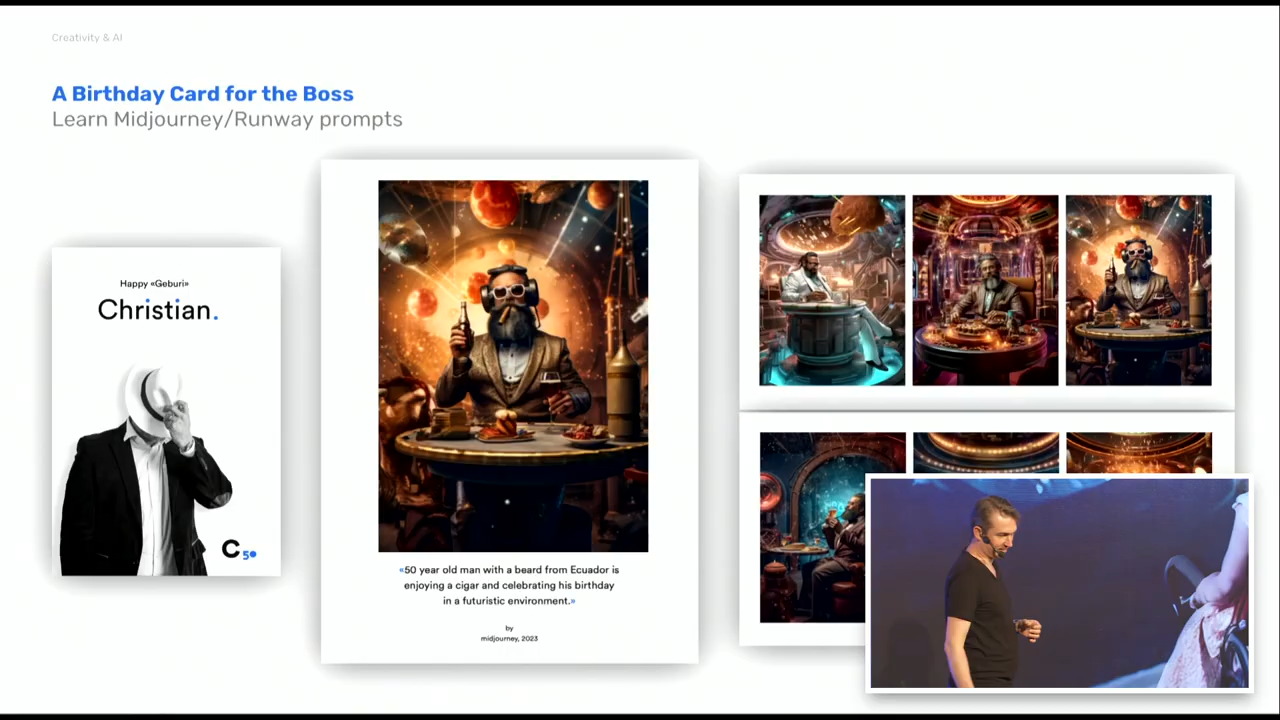 Creativity & AI
A Birthday Card for the Boss
Learn Midjourney/Runway prompts
Happy «Geburi»
Christian.
C50
«50 year old man with a beard from Ecuador is
enjoying a cigar and celebrating his birthday
in a futuristic environment.»
by
midjourney, 2023